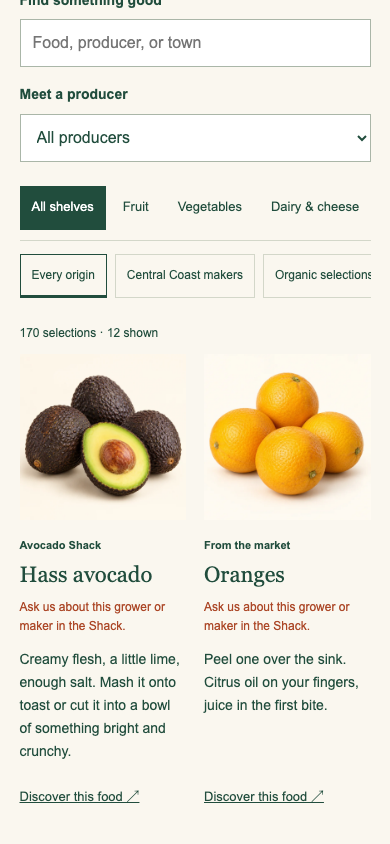 Find something good
Food, producer, or town
Meet a producer
All producers
All shelves
Fruit
Vegetables
Dairy & cheese
Every origin
Central Coast makers
Organic selections
170 selections · 12 shown
Avocado Shack
Hass avocado
Ask us about this grower or
maker in the Shack.
Creamy flesh, a little lime,
enough salt. Mash it onto
toast or cut it into a bowl
of something bright and
crunchy.
Discover this food ↗
From the market
Oranges
Ask us about this grower or
maker in the Shack.
Peel one over the sink.
Citrus oil on your fingers,
juice in the first bite.
Discover this food ↗